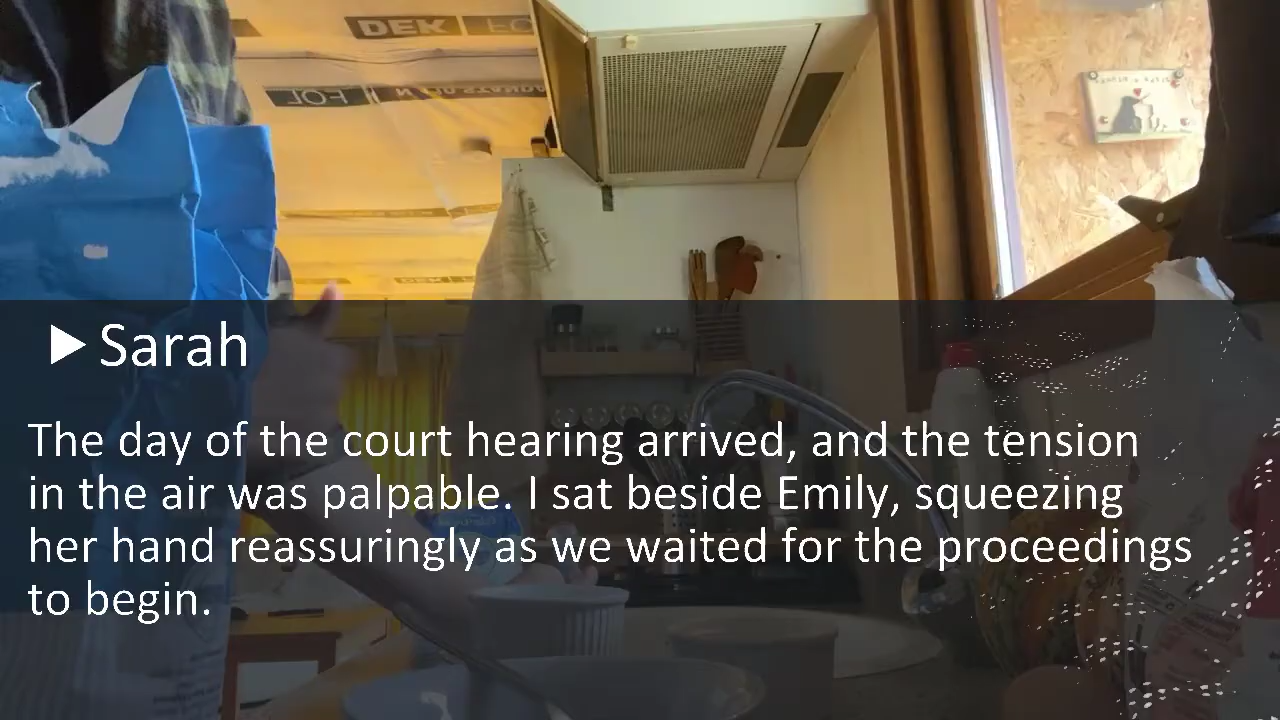 DEK
FOL
▶ Sarah
The day of the court hearing arrived, and the tension
in the air was palpable. I sat beside Emily, squeezing
her hand reassuringly as we waited for the proceedings
to begin.